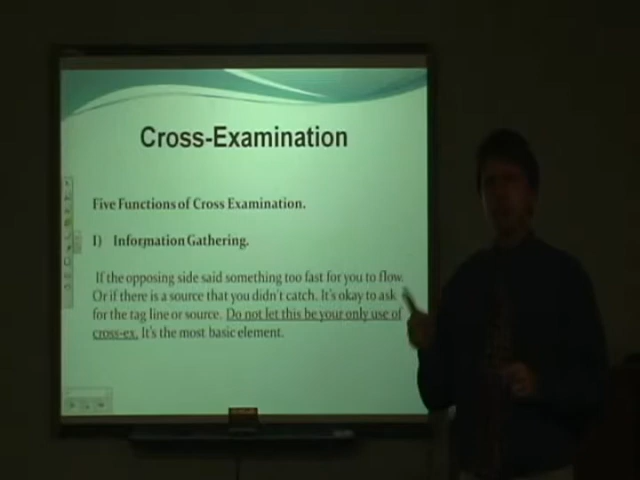 Cross-Examination
Five Functions of Cross Examination.
I) Information Gathering.
If the opposing side said something too fast for you to flow.
Or if there is a source that you didn't catch. It's okay to ask
for the tag line or source. Do not let this be your only use of
cross-ex. It's the most basic element.